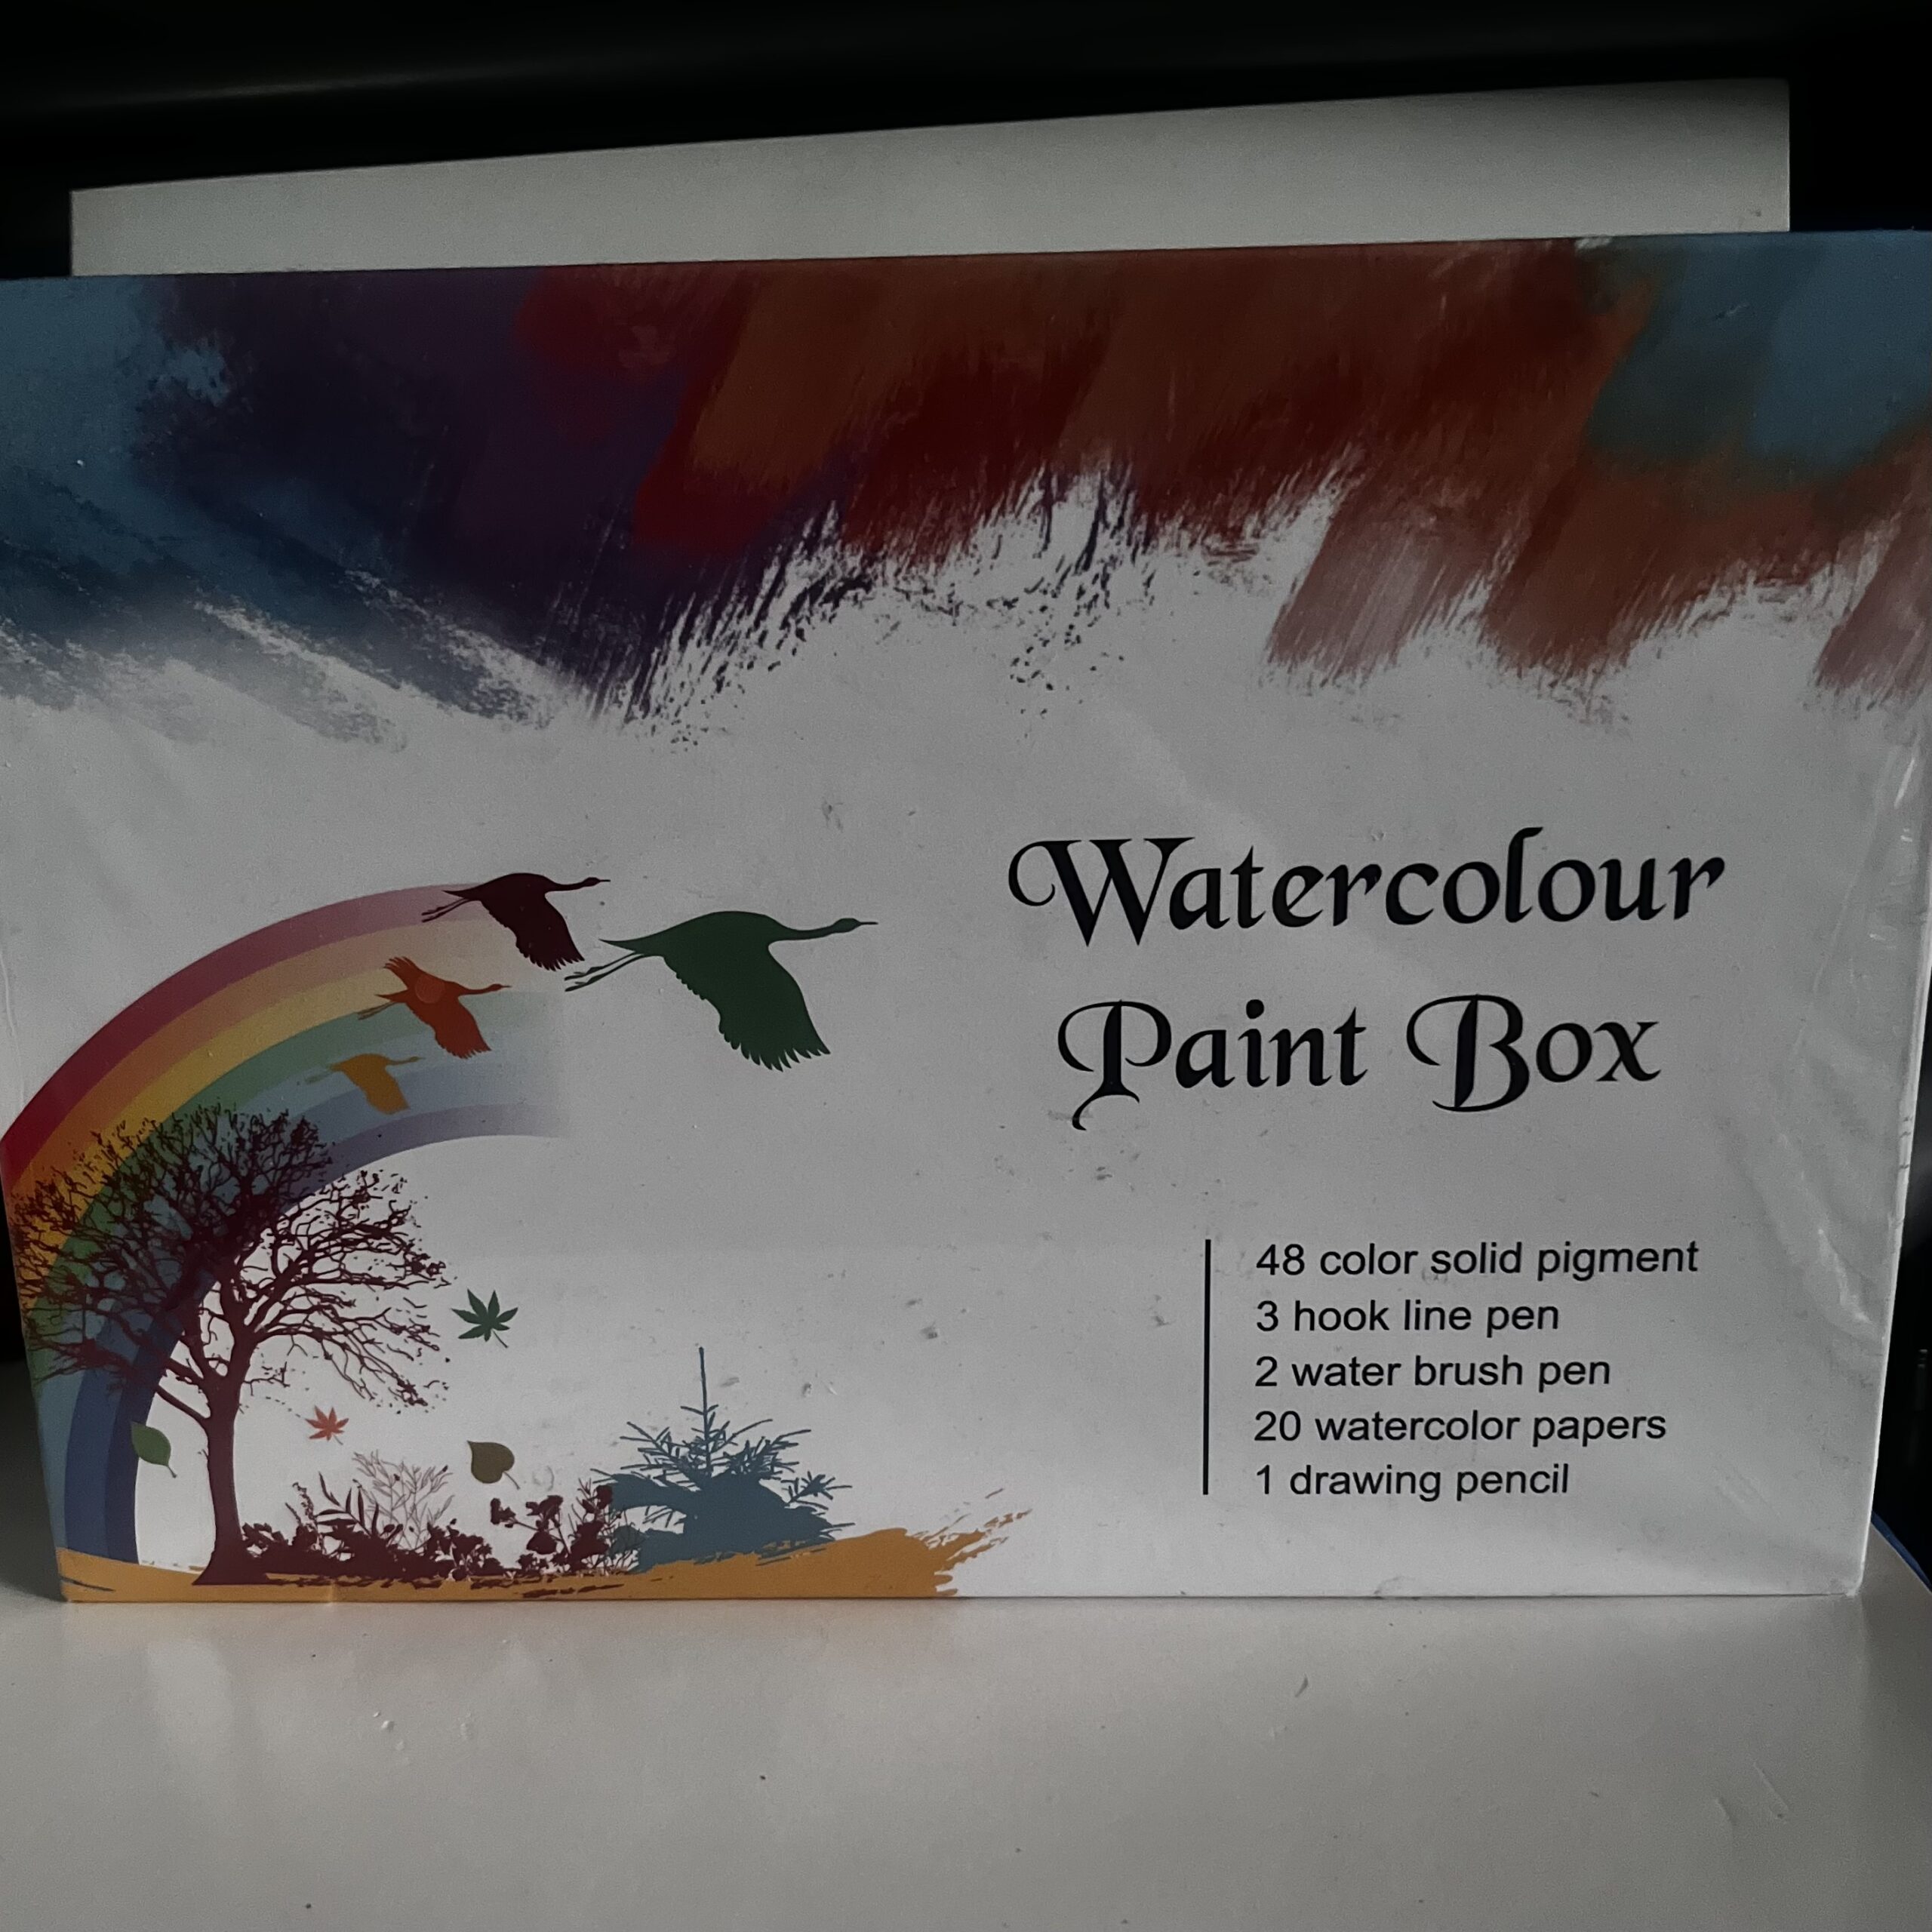 Watercolour
Paint Box
48 color solid pigment
3 hook line pen
2 water brush pen
20 watercolor papers
1 drawing pencil